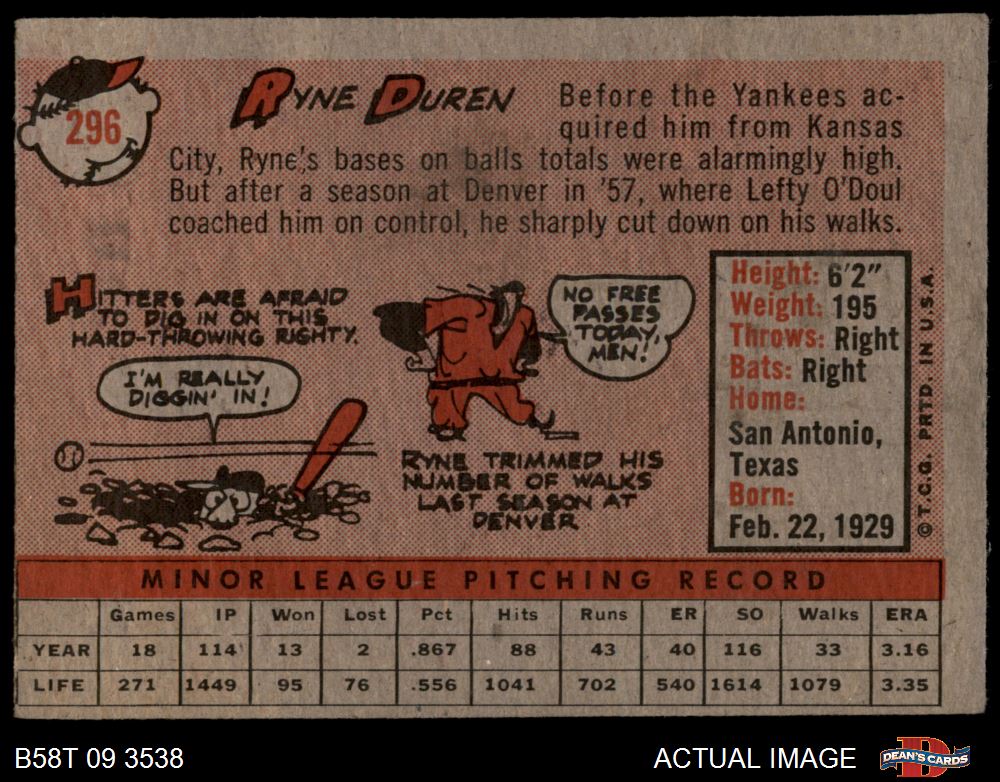 296
RYNE DUREN
Before the Yankees ac-
quired him from Kansas
City, Ryne's bases on balls totals were alarmingly high.
But after a season at Denver in '57, where Lefty O'Doul
coached him on control, he sharply cut down on his walks.
HITTERS ARE AFRAID
TO DIG IN ON THIS
HARD-THROWING RIGHTY.
I'M REALLY
DIGGIN' IN!
NO FREE
PASSES
TODAY,
MEN!
RYNE TRIMMED HIS
NUMBER OF WALKS
LAST SEASON AT
DENVER
Height: 6'2"
Weight: 195
Throws: Right
Bats: Right
Home:
San Antonio,
Texas
Born:
Feb. 22, 1929
© T.C.G. PRTD. IN U.S.A.
MINOR LEAGUE PITCHING RECORD
Games IP Won Lost Pct Hits Runs ER SO Walks ERA
YEAR 18 114 13 2 .867 88 43 40 116 33 3.16
LIFE 271 1449 95 76 .556 1041 702 540 1614 1079 3.35
B58T 09 3538
ACTUAL IMAGE
D
DEAN'S CARDS